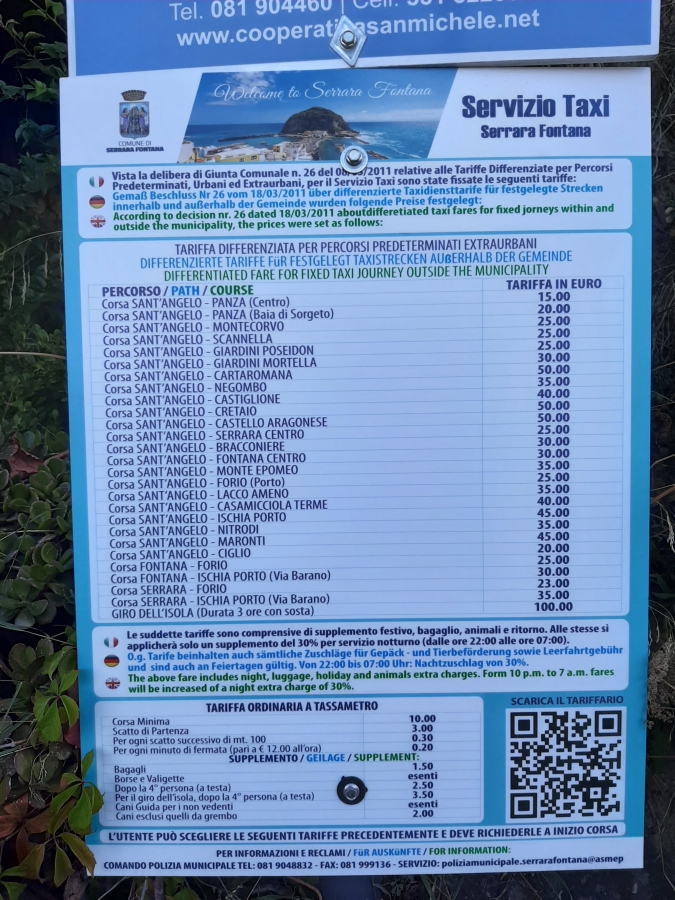 Tel. 081 904460 | Cell.
COMUNE DI
SERRARA FONTANA
Welcome to Serrara Fontana
Servizio Taxi
Serrara Fontana
Vista la delibera di Giunta Comunale n. 26 del /2011 relative alle Tariffe Differenziate per Percorsi
Predeterminati, Urbani ed Extraurbani, per il Servizio Taxi sono state fissate le seguenti tariffe:
Gemäß Beschluss Nr 26 vom 18/03/2011 über differenzierte Taxidiensttarife für festgelegte Strecken
innerhalb und außerhalb der Gemeinde wurden folgende Preise festgelegt:
According to decision nr. 26 dated 18/03/2011 aboutdifferetiated taxi fares for fixed jorneys within and
outside the municipality, the prices were set as follows:
TARIFFA DIFFERENZIATA PER PERCORSI PREDETERMINATI EXTRAURBANI
DIFFERENZIERTE TARIFE FüR FESTGELEGT TAXISTRECKEN AUßERHALB DER GEMEINDE
DIFFERENTIATED FARE FOR FIXED TAXI JOURNEY OUTSIDE THE MUNICIPALITY
PERCORSO / PATH / COURSE TARIFFA IN EURO
Corsa SANT'ANGELO - PANZA (Centro) 15.00
Corsa SANT'ANGELO - PANZA (Baia di Sorgeto) 20.00
Corsa SANT'ANGELO - MONTECORVO 25.00
Corsa SANT'ANGELO - SCANNELLA 25.00
Corsa SANT'ANGELO - GIARDINI POSEIDON 25.00
Corsa SANT'ANGELO - GIARDINI MORTELLA 30.00
Corsa SANT'ANGELO - CARTAROMANA 50.00
Corsa SANT'ANGELO - NEGOMBO 35.00
Corsa SANT'ANGELO - CASTIGLIONE 40.00
Corsa SANT'ANGELO - CRETAIO 50.00
Corsa SANT'ANGELO - CASTELLO ARAGONESE 50.00
Corsa SANT'ANGELO - SERRARA CENTRO 25.00
Corsa SANT'ANGELO - BRACCONIERE 30.00
Corsa SANT'ANGELO - FONTANA CENTRO 30.00
Corsa SANT'ANGELO - MONTE EPOMEO 35.00
Corsa SANT'ANGELO - FORIO (Porto) 25.00
Corsa SANT'ANGELO - LACCO AMENO 35.00
Corsa SANT'ANGELO - CASAMICCIOLA TERME 40.00
Corsa SANT'ANGELO - ISCHIA PORTO 45.00
Corsa SANT'ANGELO - NITRODI 35.00
Corsa SANT'ANGELO - MARONTI 45.00
Corsa SANT'ANGELO - CIGLIO 20.00
Corsa FONTANA - FORIO 25.00
Corsa FONTANA - ISCHIA PORTO (Via Barano) 30.00
Corsa SERRARA - FORIO 23.00
Corsa SERRARA - ISCHIA PORTO (Via Barano) 35.00
GIRO DELL'ISOLA (Durata 3 ore con sosta) 100.00
Le suddette tariffe sono comprensive di supplemento festivo, bagaglio, animali e ritorno. Alle stesse si
applicherà solo un supplemento del 30% per servizio notturno (dalle ore 22:00 alle ore 07:00).
O.g. Tarife beinhalten auch sämtliche Zuschläge für Gepäck - und Tierbeförderung sowie Leerfahrtgebühr
und sind auch an Feiertagen gültig. Von 22:00 bis 07:00 Uhr: Nachtzuschlag von 30%.
The above fare includes night, luggage, holiday and animals extra charges. Form 10 p.m. to 7 a.m. fares
will be increased of a night extra charge of 30%.
TARIFFA ORDINARIA A TASSAMETRO
Corsa Minima 10.00
Scatto di Partenza 3.00
Per ogni scatto successivo di mt. 100 0.30
Per ogni minuto di fermata (pari a € 12.00 all'ora) 0.20
SUPPLEMENTO / GEILAGE / SUPPLEMENT:
Bagagli 1.50
Borse e Valigette esenti
Dopo la 4° persona (a testa) 2.50
Per il giro dell'isola, dopo la 4° persona (a testa) 3.50
Cani Guida per i non vedenti esenti
Cani esclusi quelli da grembo 2.00
SCARICA IL TARIFFARIO
L'UTENTE PUÒ SCEGLIERE LE SEGUENTI TARIFFE PRECEDENTEMENTE E DEVE RICHIEDERLE A INIZIO CORSA
PER INFORMAZIONI E RECLAMI / FüR AUSKüNFTE / FOR INFORMATION:
COMANDO POLIZIA MUNICIPALE TEL: 081 9048832 - FAX: 081 999136 - SERVIZIO: poliziamunicipale.serrarafontana@asmep